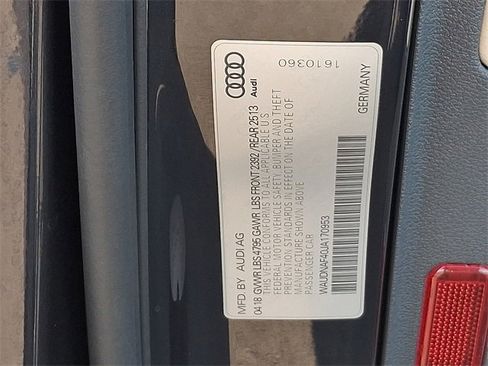 Audi
1610360
MFD. BY AUDI AG
04 18 GWWR LBS 4795 GAWR LBS FRONT 2392 / REAR 2513
THIS VEHICLE CONFORMS TO ALL APPLICABLE U.S
FEDERAL MOTOR VEHICLE SAFETY, BUMPER AND THEFT
PREVENTION STANDARDS IN EFFECT ON THE DATE OF
MANUFACTURE SHOWN ABOVE.
PASSENGER CAR
WAUDNAF40JA170953
GERMANY